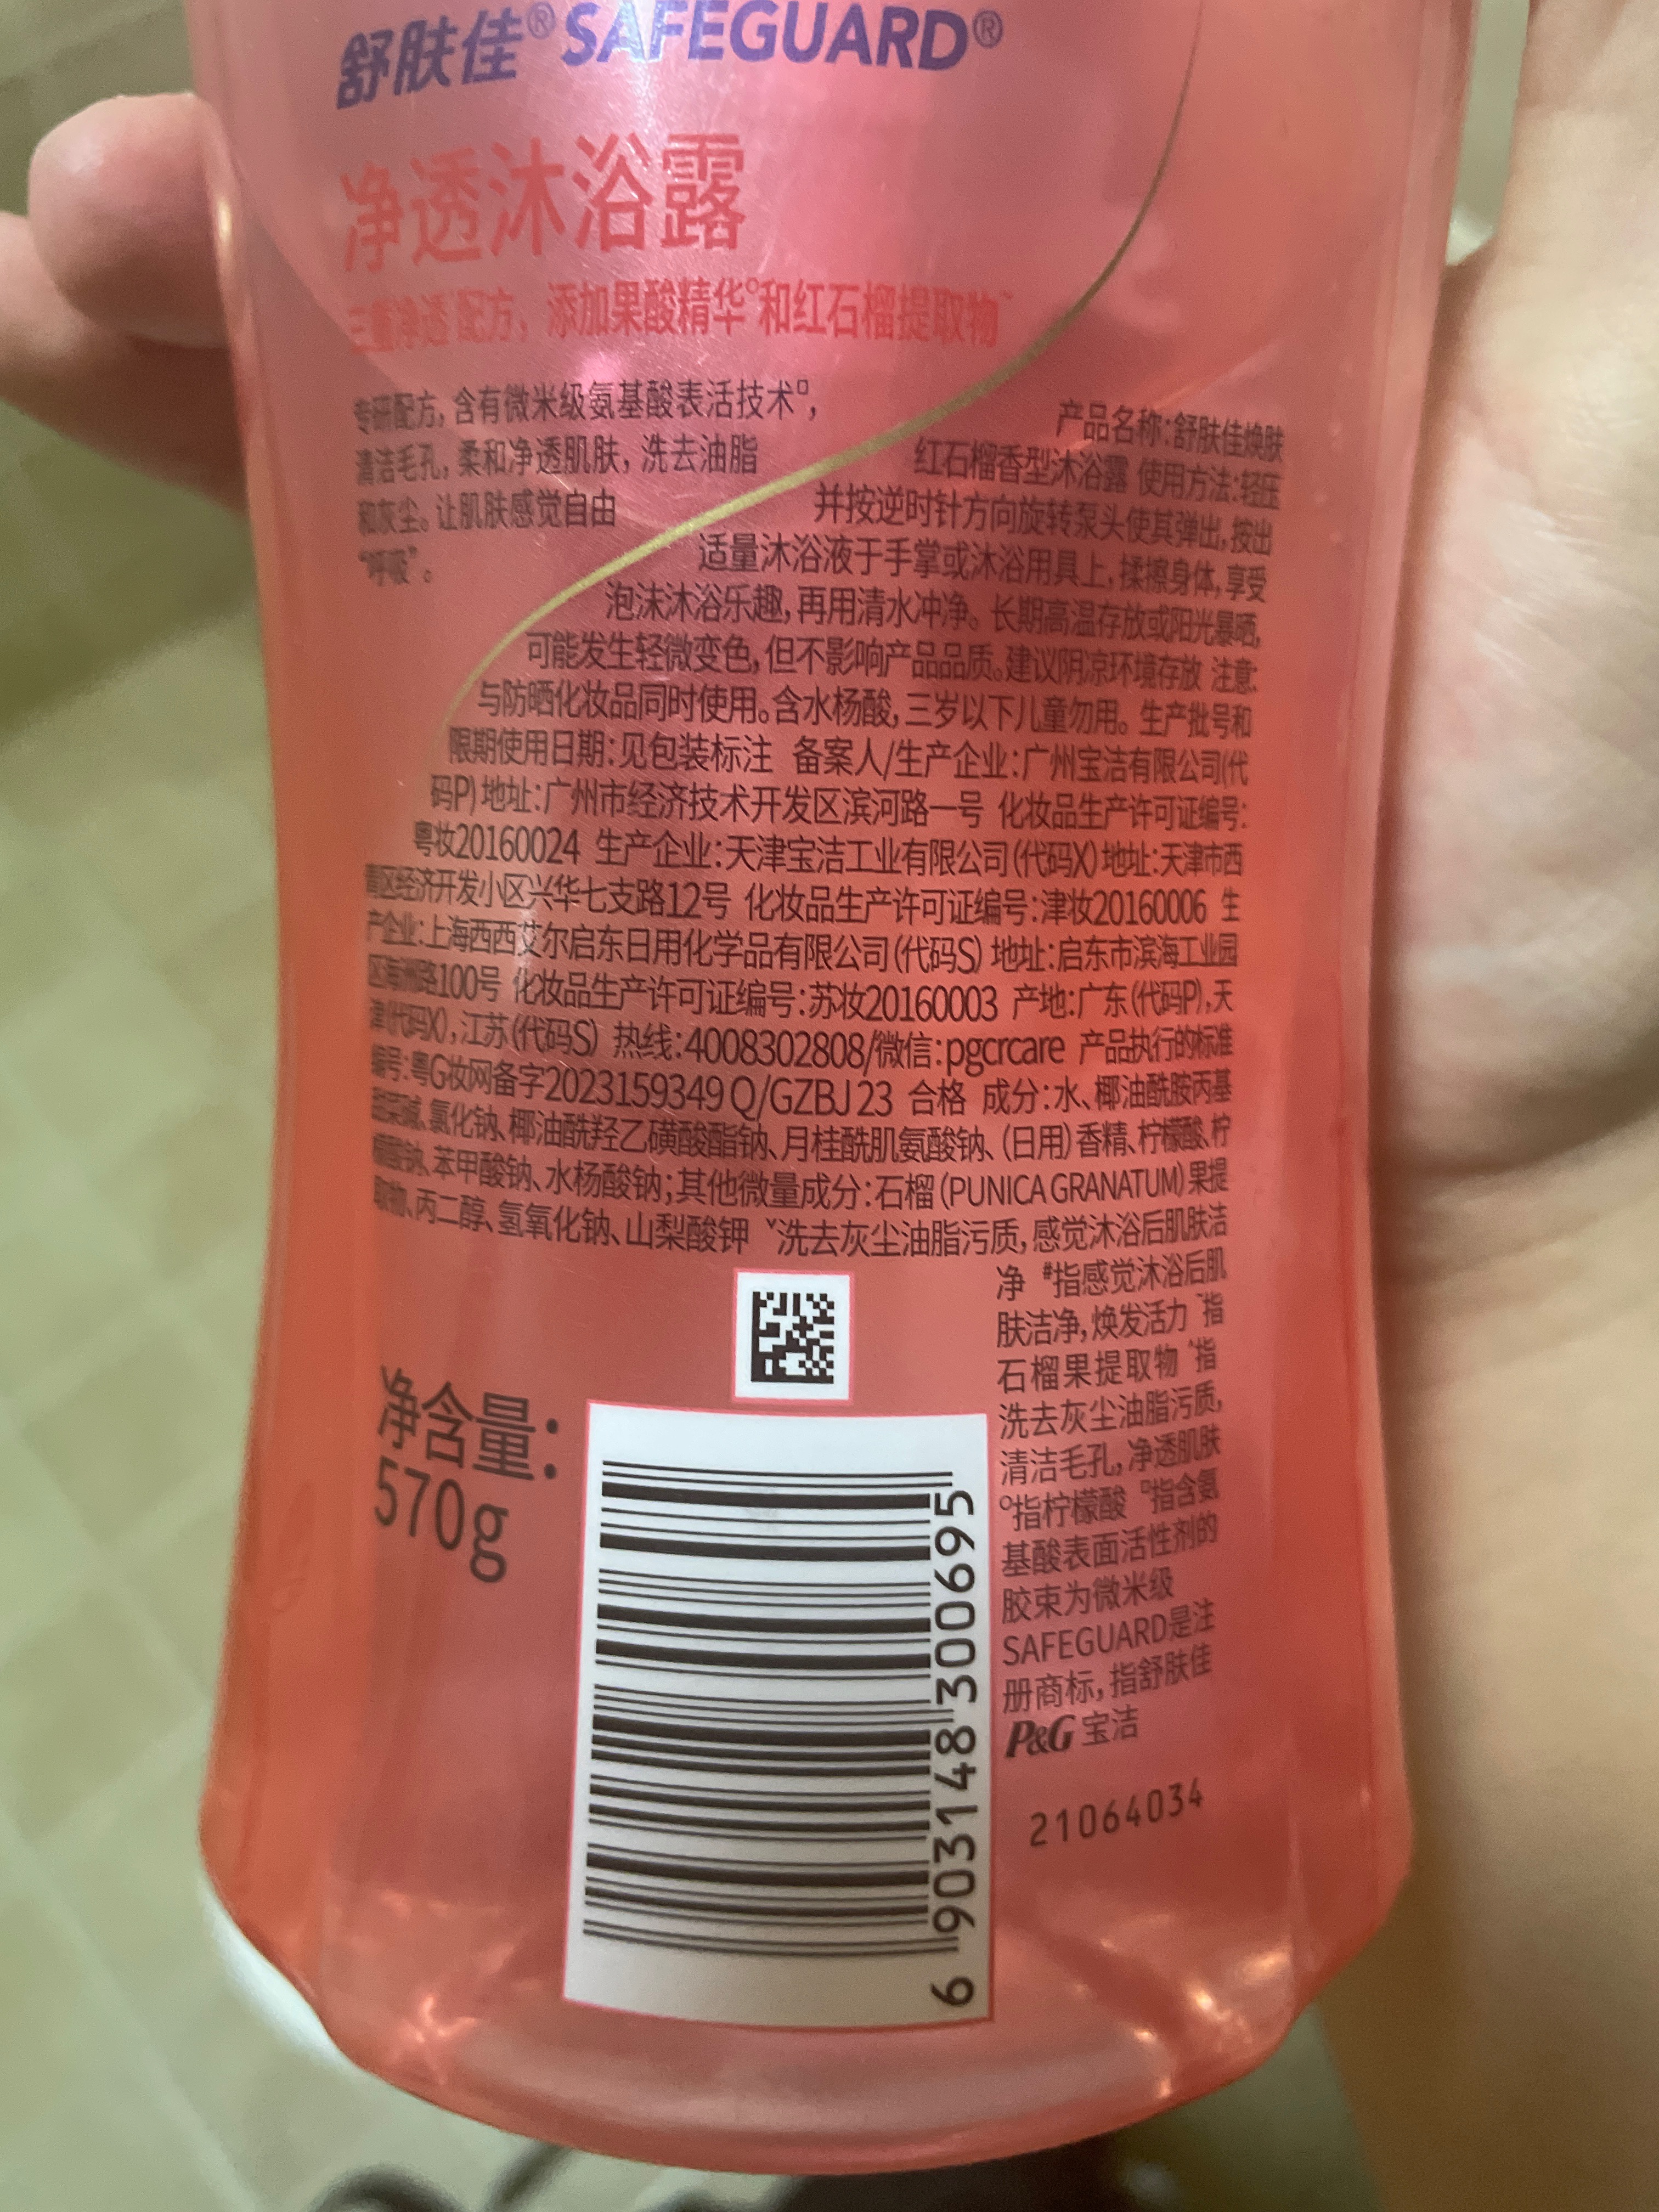 舒肤佳® SAFEGUARD®
净透沐浴露
三重净透*配方，添加果酸精华°和红石榴提取物~
专研配方，含有微米级氨基酸表活技术□，
清洁毛孔，柔和净透肌肤，洗去油脂
和灰尘。让肌肤感觉自由
“呼吸”。
产品名称：舒肤佳焕肤
红石榴香型沐浴露 使用方法：轻压
并按逆时针方向旋转泵头使其弹出，按出
适量沐浴液于手掌或沐浴用具上，揉擦身体，享受
泡沫沐浴乐趣，再用清水冲净。长期高温存放或阳光暴晒，
可能发生轻微变色，但不影响产品品质。建议阴凉环境存放 注意：
与防晒化妆品同时使用。含水杨酸，三岁以下儿童勿用。生产批号和
限期使用日期：见包装标注 备案人/生产企业：广州宝洁有限公司(代
码P) 地址：广州市经济技术开发区滨河路一号 化妆品生产许可证编号：
粤妆20160024 生产企业：天津宝洁工业有限公司(代码X) 地址：天津市西
青区经济开发小区兴华七支路12号 化妆品生产许可证编号：津妆20160006 生
产企业：上海西西艾尔启东日用化学品有限公司(代码S) 地址：启东市滨海工业园
区海洲路100号 化妆品生产许可证编号：苏妆20160003 产地：广东(代码P)，天
津(代码X)，江苏(代码S) 热线：4008302808/微信：pgcrcare 产品执行的标准
编号：粤G妆网备字2023159349 Q/GZBJ 23 合格 成分：水、椰油酰胺丙基
甜菜碱、氯化钠、椰油酰羟乙磺酸酯钠、月桂酰肌氨酸钠、(日用)香精、柠檬酸、柠
檬酸钠、苯甲酸钠、水杨酸钠；其他微量成分：石榴(PUNICA GRANATUM)果提
取物、丙二醇、氢氧化钠、山梨酸钾 ˅洗去灰尘油脂污质，感觉沐浴后肌肤洁
净 #指感觉沐浴后肌
肤洁净，焕发活力 ~指
石榴果提取物 *指
洗去灰尘油脂污质，
清洁毛孔，净透肌肤
°指柠檬酸 □指含氨
基酸表面活性剂的
胶束为微米级
SAFEGUARD是注
册商标，指舒肤佳
P&G 宝洁
21064034
净含量：
570g
6 903148 300695